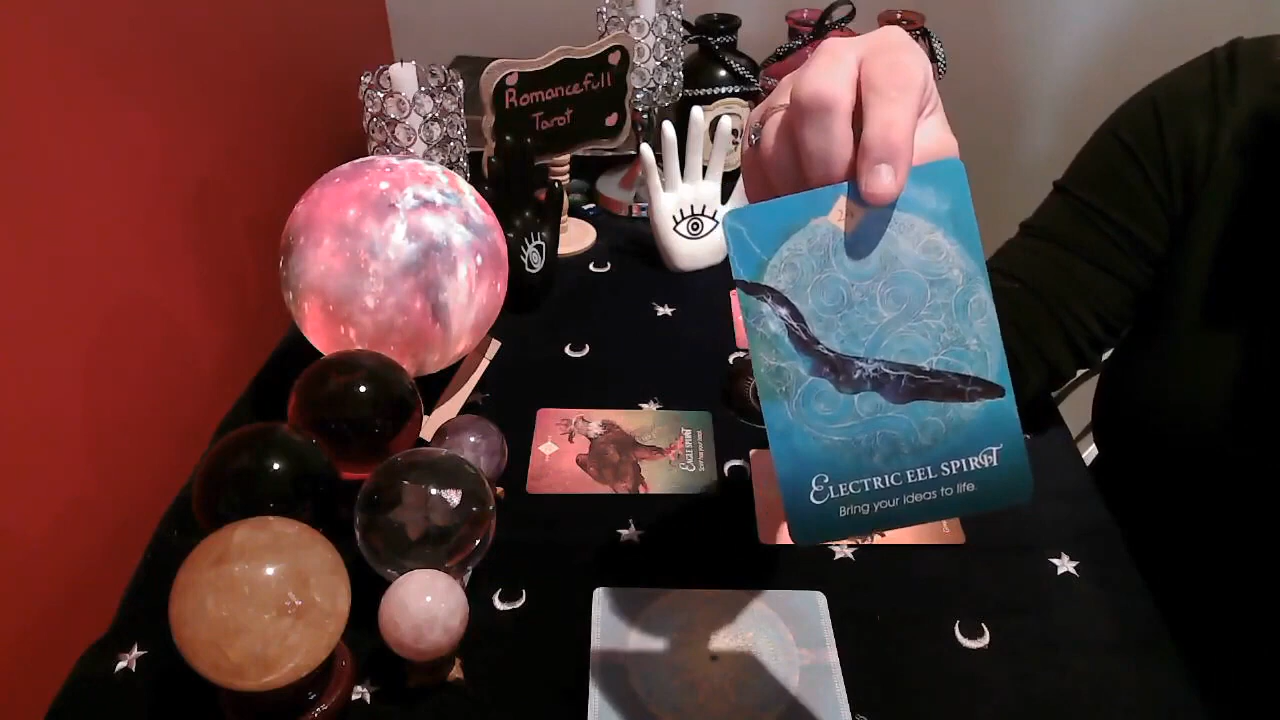 Romancefull
Tarot
ELECTRIC EEL SPIRIT
Bring your ideas to life.
EAGLE SPIRIT